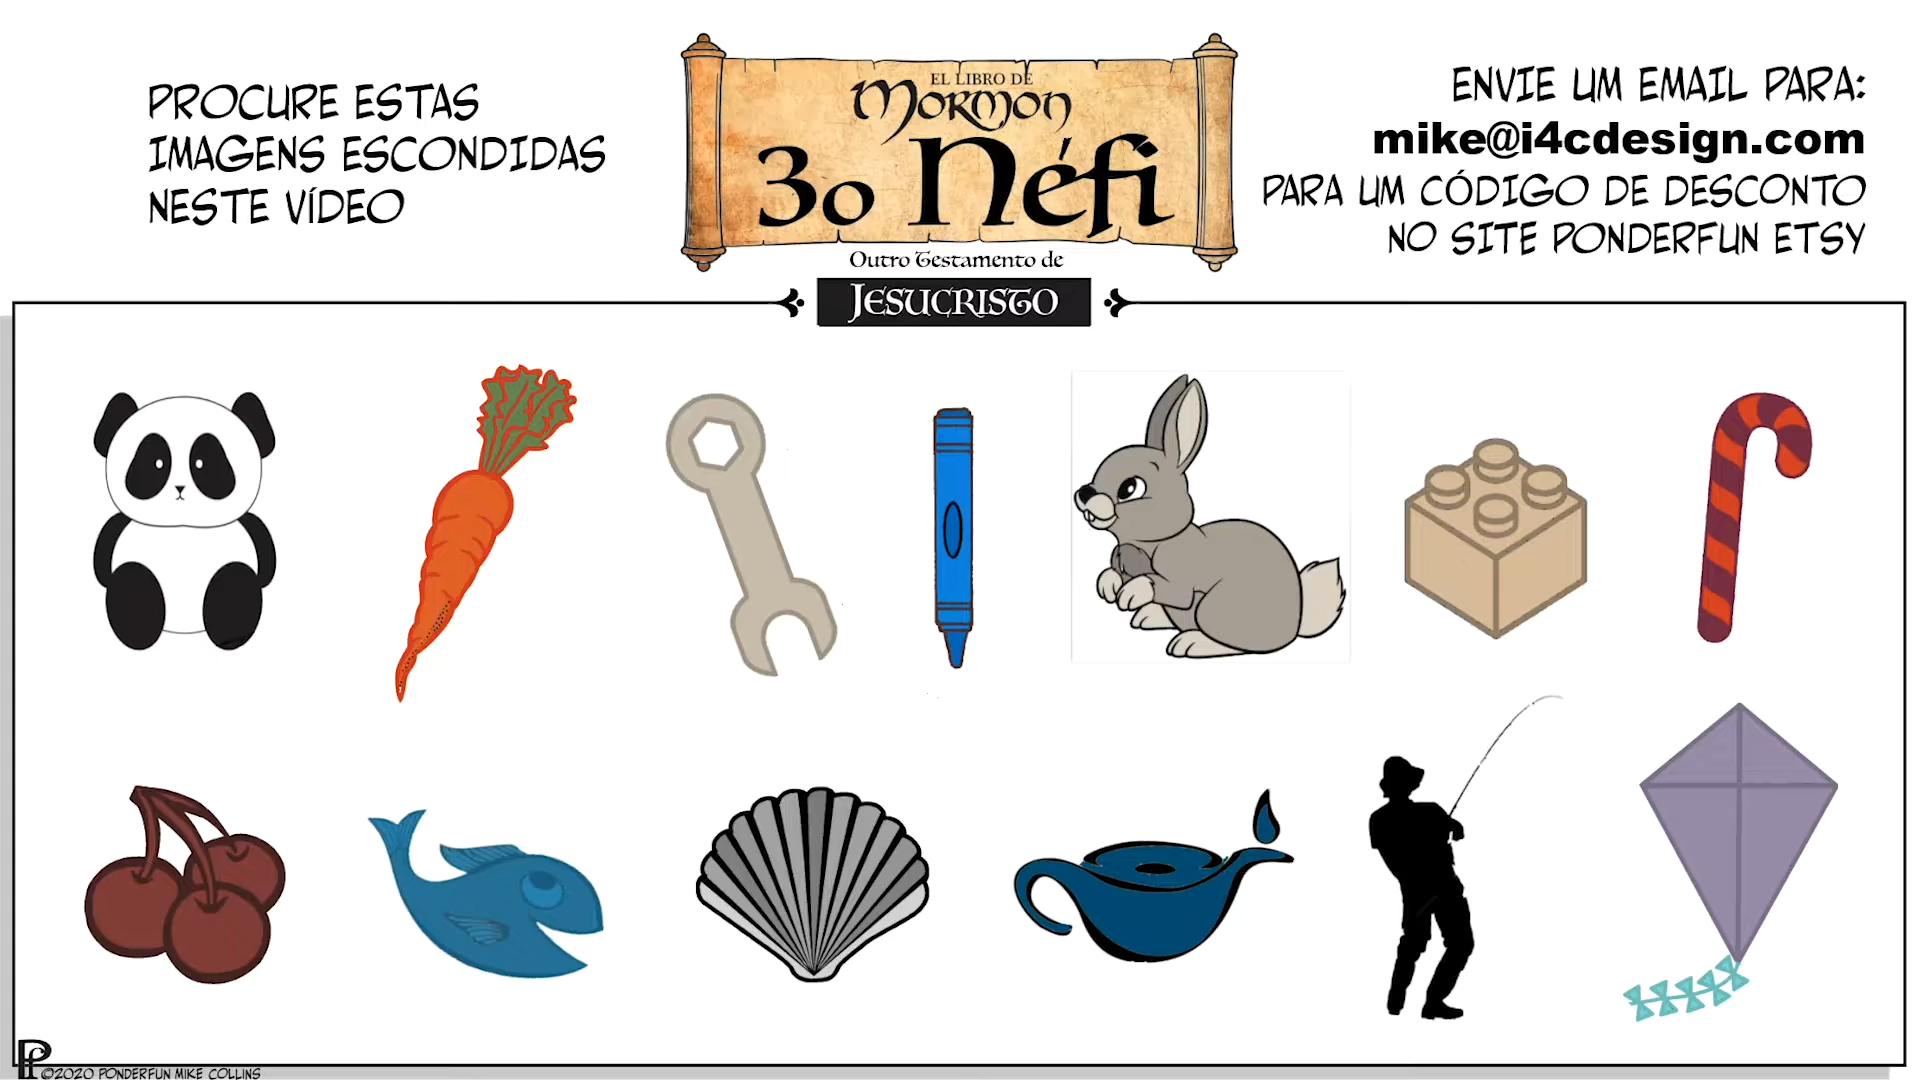 PROCURE ESTAS
IMAGENS ESCONDIDAS
NESTE VÍDEO
EL LIBRO DE
MORMON
3o Néfi
Outro Testamento de
JESUCRISTO
ENVIE UM EMAIL PARA:
mike@i4cdesign.com
PARA UM CÓDIGO DE DESCONTO
NO SITE PONDERFUN ETSY
Pf ©2020 PONDERFUN MIKE COLLINS